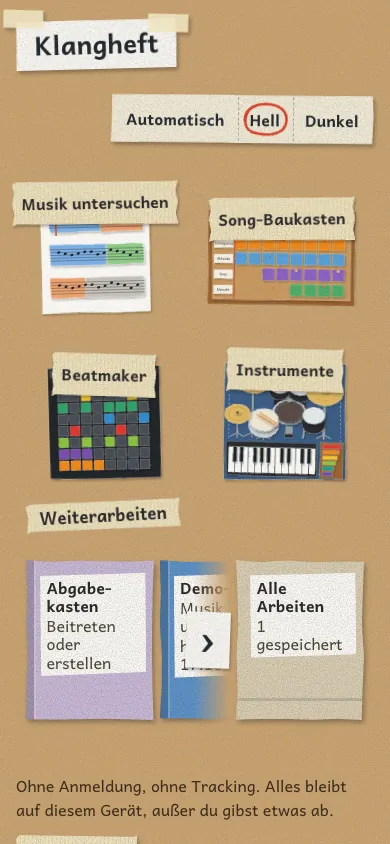 Klangheft
Automatisch Hell Dunkel
Musik untersuchen
Song-Baukasten
Beatmaker
Instrumente
Weiterarbeiten
Abgabe-
kasten
Beitreten
oder
erstellen
Demo-
Musik
Alle
Arbeiten
1
gespeichert
Ohne Anmeldung, ohne Tracking. Alles bleibt
auf diesem Gerät, außer du gibst etwas ab.